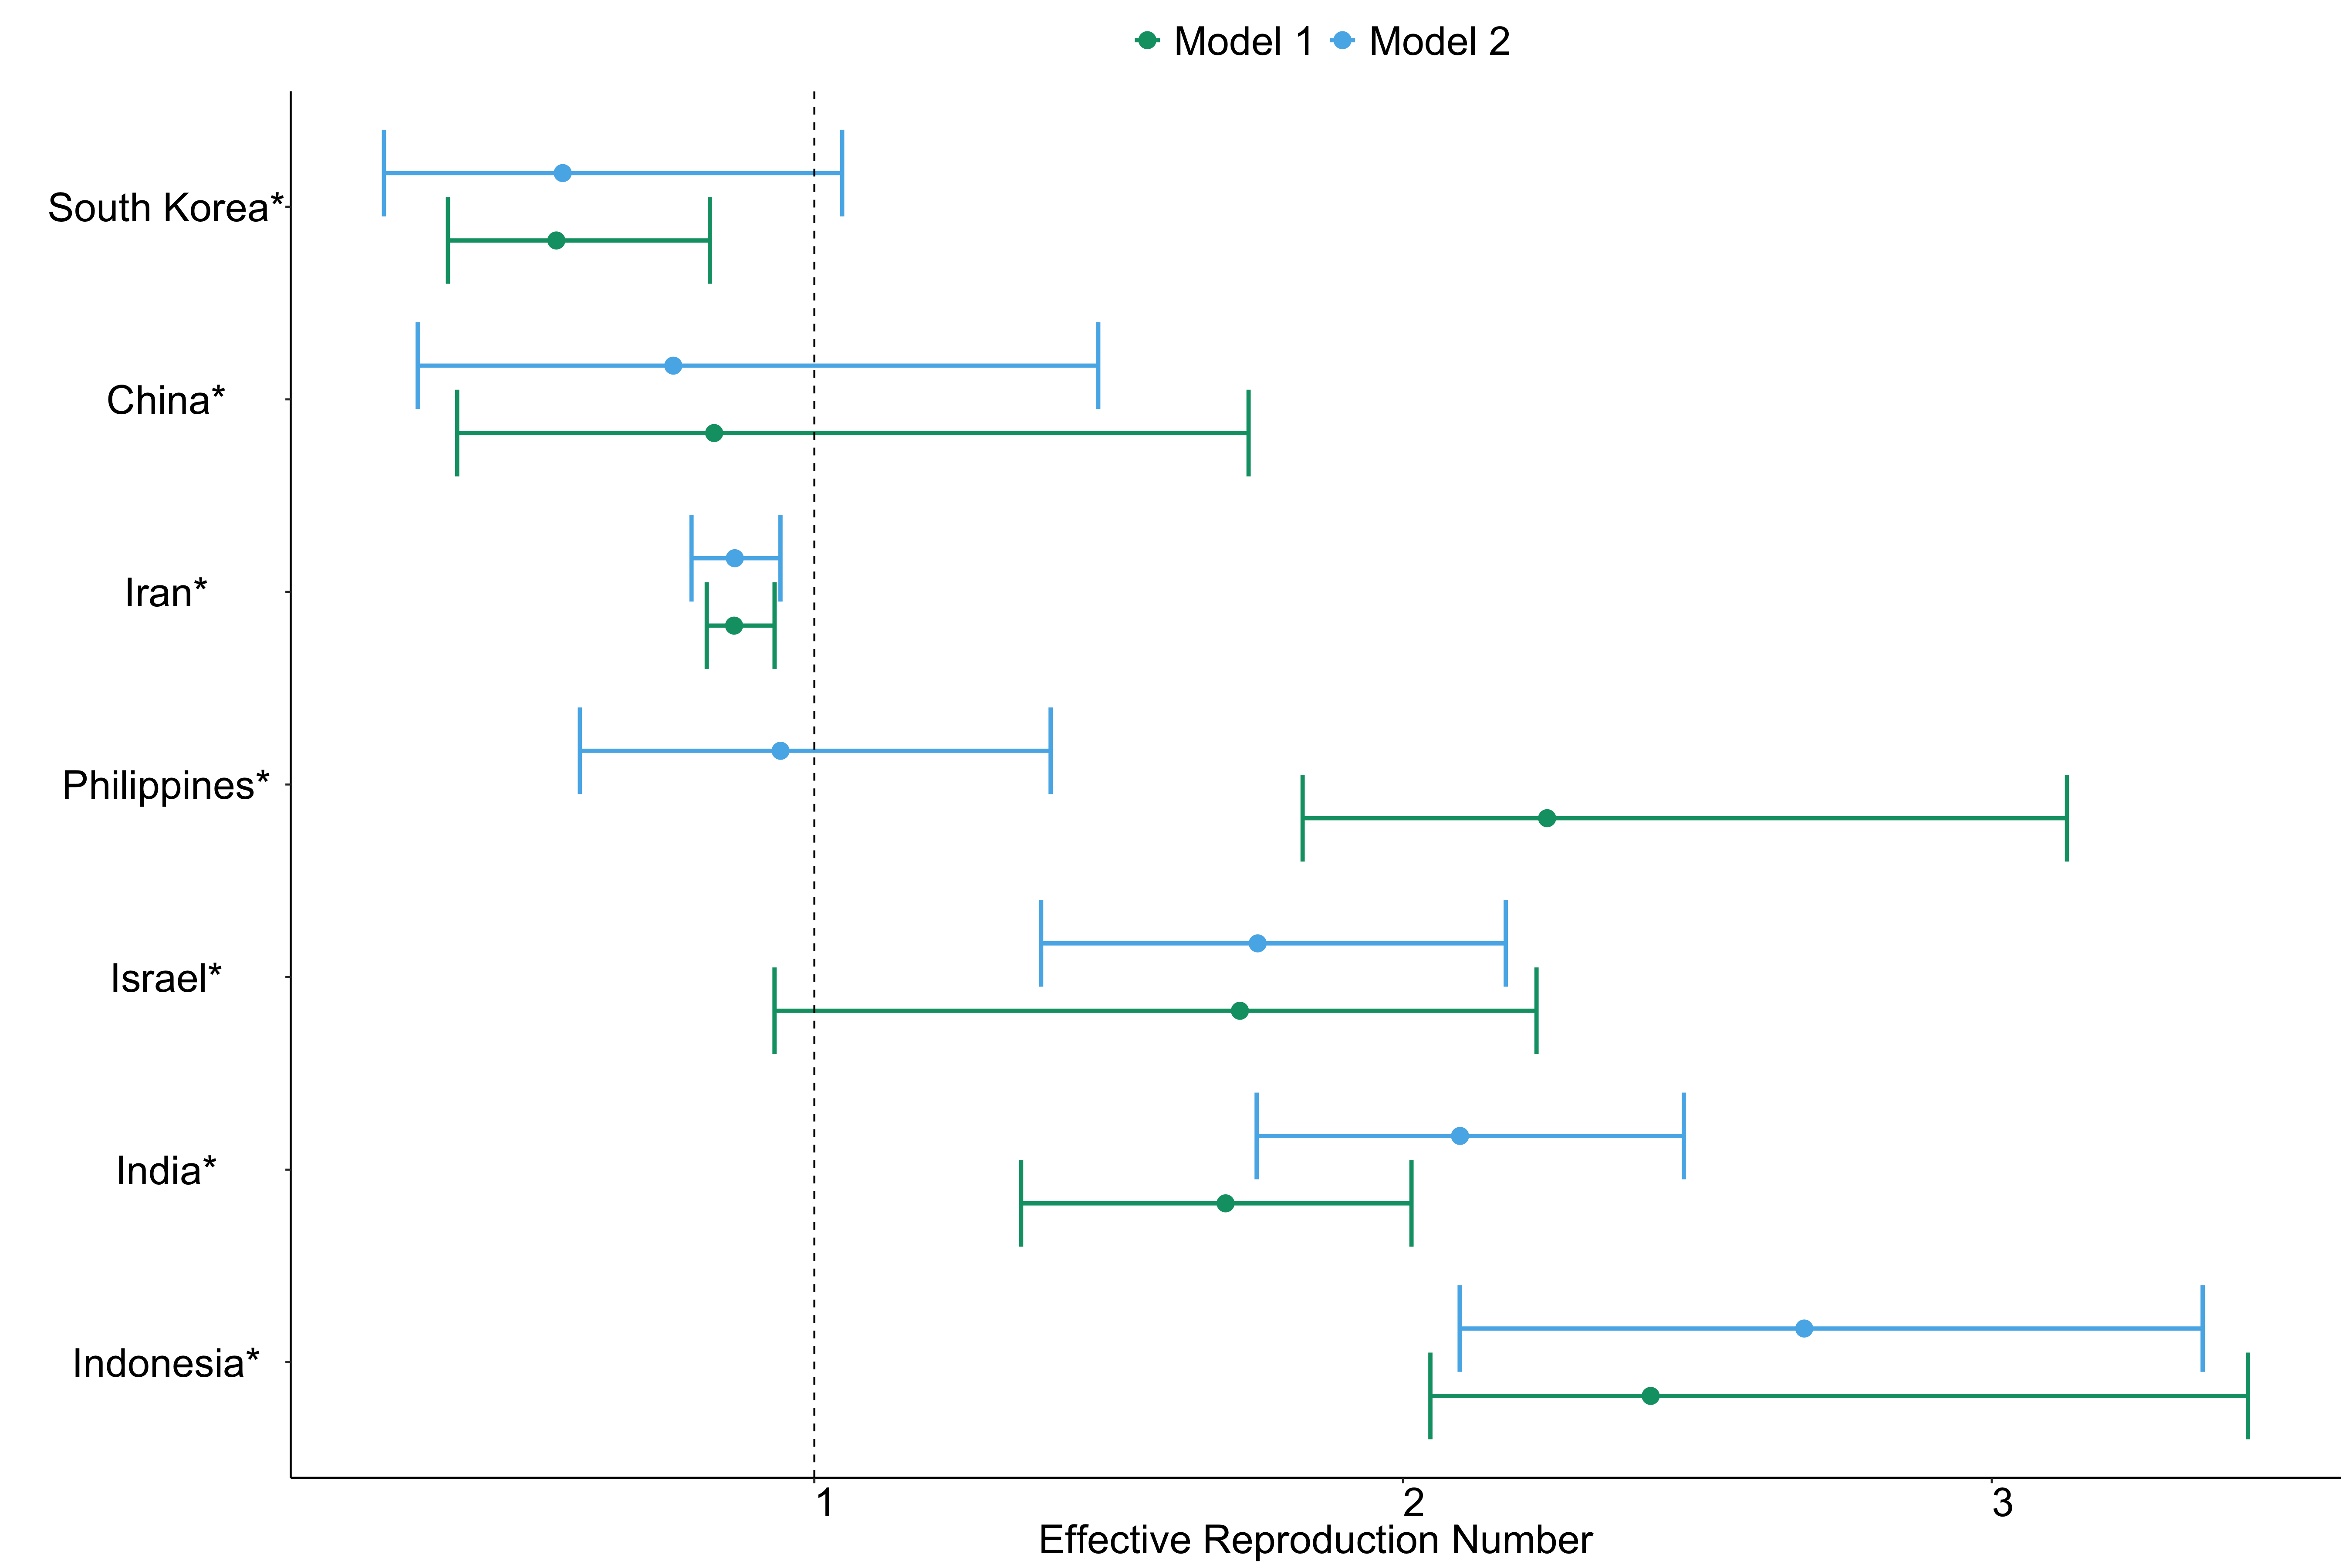 Model 1 Model 2
South Korea*
China*
Iran*
Philippines*
Israel*
India*
Indonesia*
1 2 3
Effective Reproduction Number